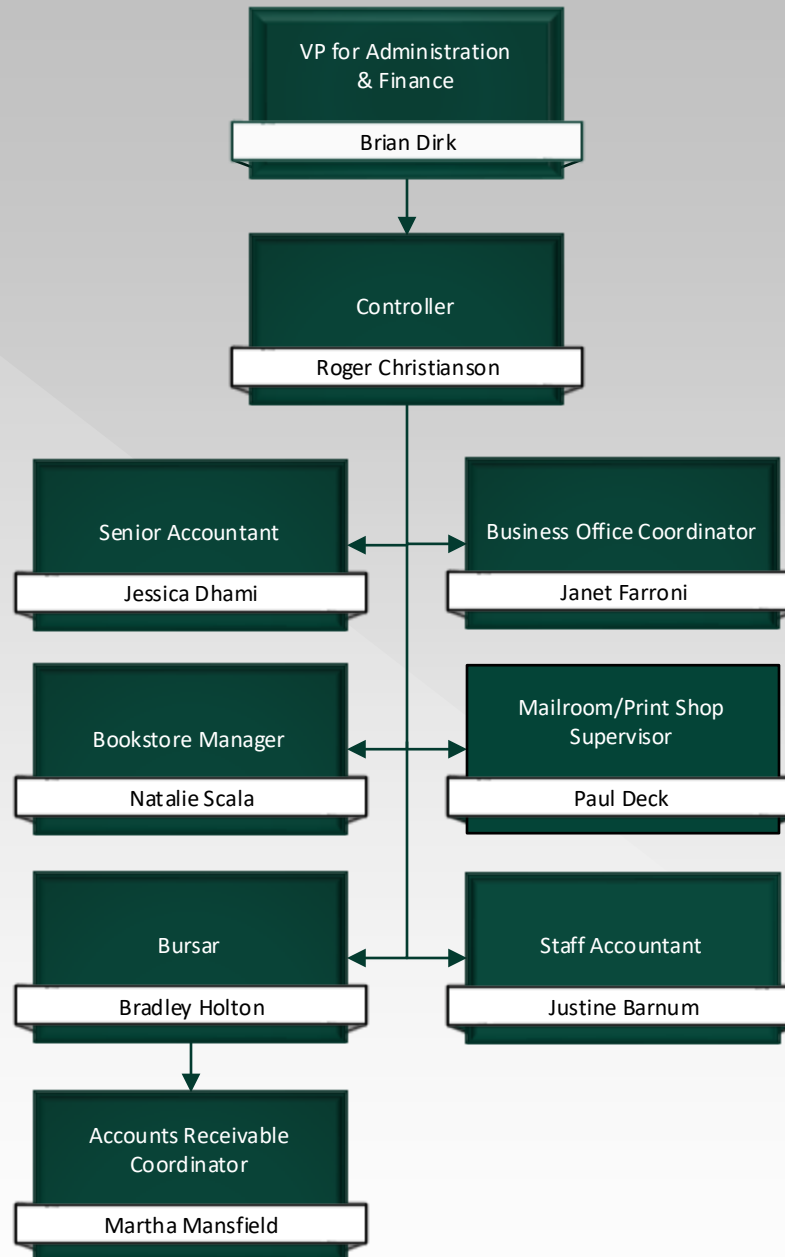 VP for Administration
& Finance
Brian Dirk
Controller
Roger Christianson
Senior Accountant
Jessica Dhami
Business Office Coordinator
Janet Farroni
Bookstore Manager
Natalie Scala
Mailroom/Print Shop
Supervisor
Paul Deck
Bursar
Bradley Holton
Staff Accountant
Justine Barnum
Accounts Receivable
Coordinator
Martha Mansfield